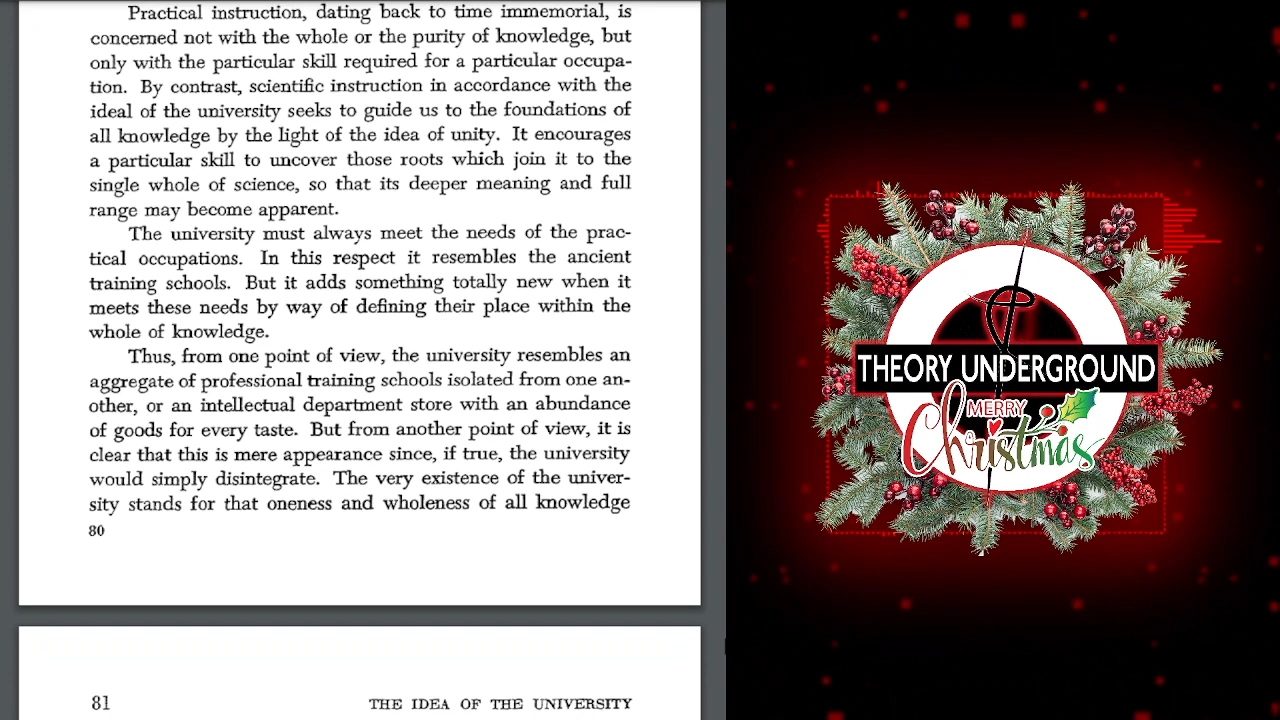 Practical instruction, dating back to time immemorial, is
concerned not with the whole or the purity of knowledge, but
only with the particular skill required for a particular occupa-
tion. By contrast, scientific instruction in accordance with the
ideal of the university seeks to guide us to the foundations of
all knowledge by the light of the idea of unity. It encourages
a particular skill to uncover those roots which join it to the
single whole of science, so that its deeper meaning and full
range may become apparent.
The university must always meet the needs of the prac-
tical occupations. In this respect it resembles the ancient
training schools. But it adds something totally new when it
meets these needs by way of defining their place within the
whole of knowledge.
Thus, from one point of view, the university resembles an
aggregate of professional training schools isolated from one an-
other, or an intellectual department store with an abundance
of goods for every taste. But from another point of view, it is
clear that this is mere appearance since, if true, the university
would simply disintegrate. The very existence of the univer-
sity stands for that oneness and wholeness of all knowledge
80
81 THE IDEA OF THE UNIVERSITY
THEORY UNDERGROUND
MERRY
Christmas